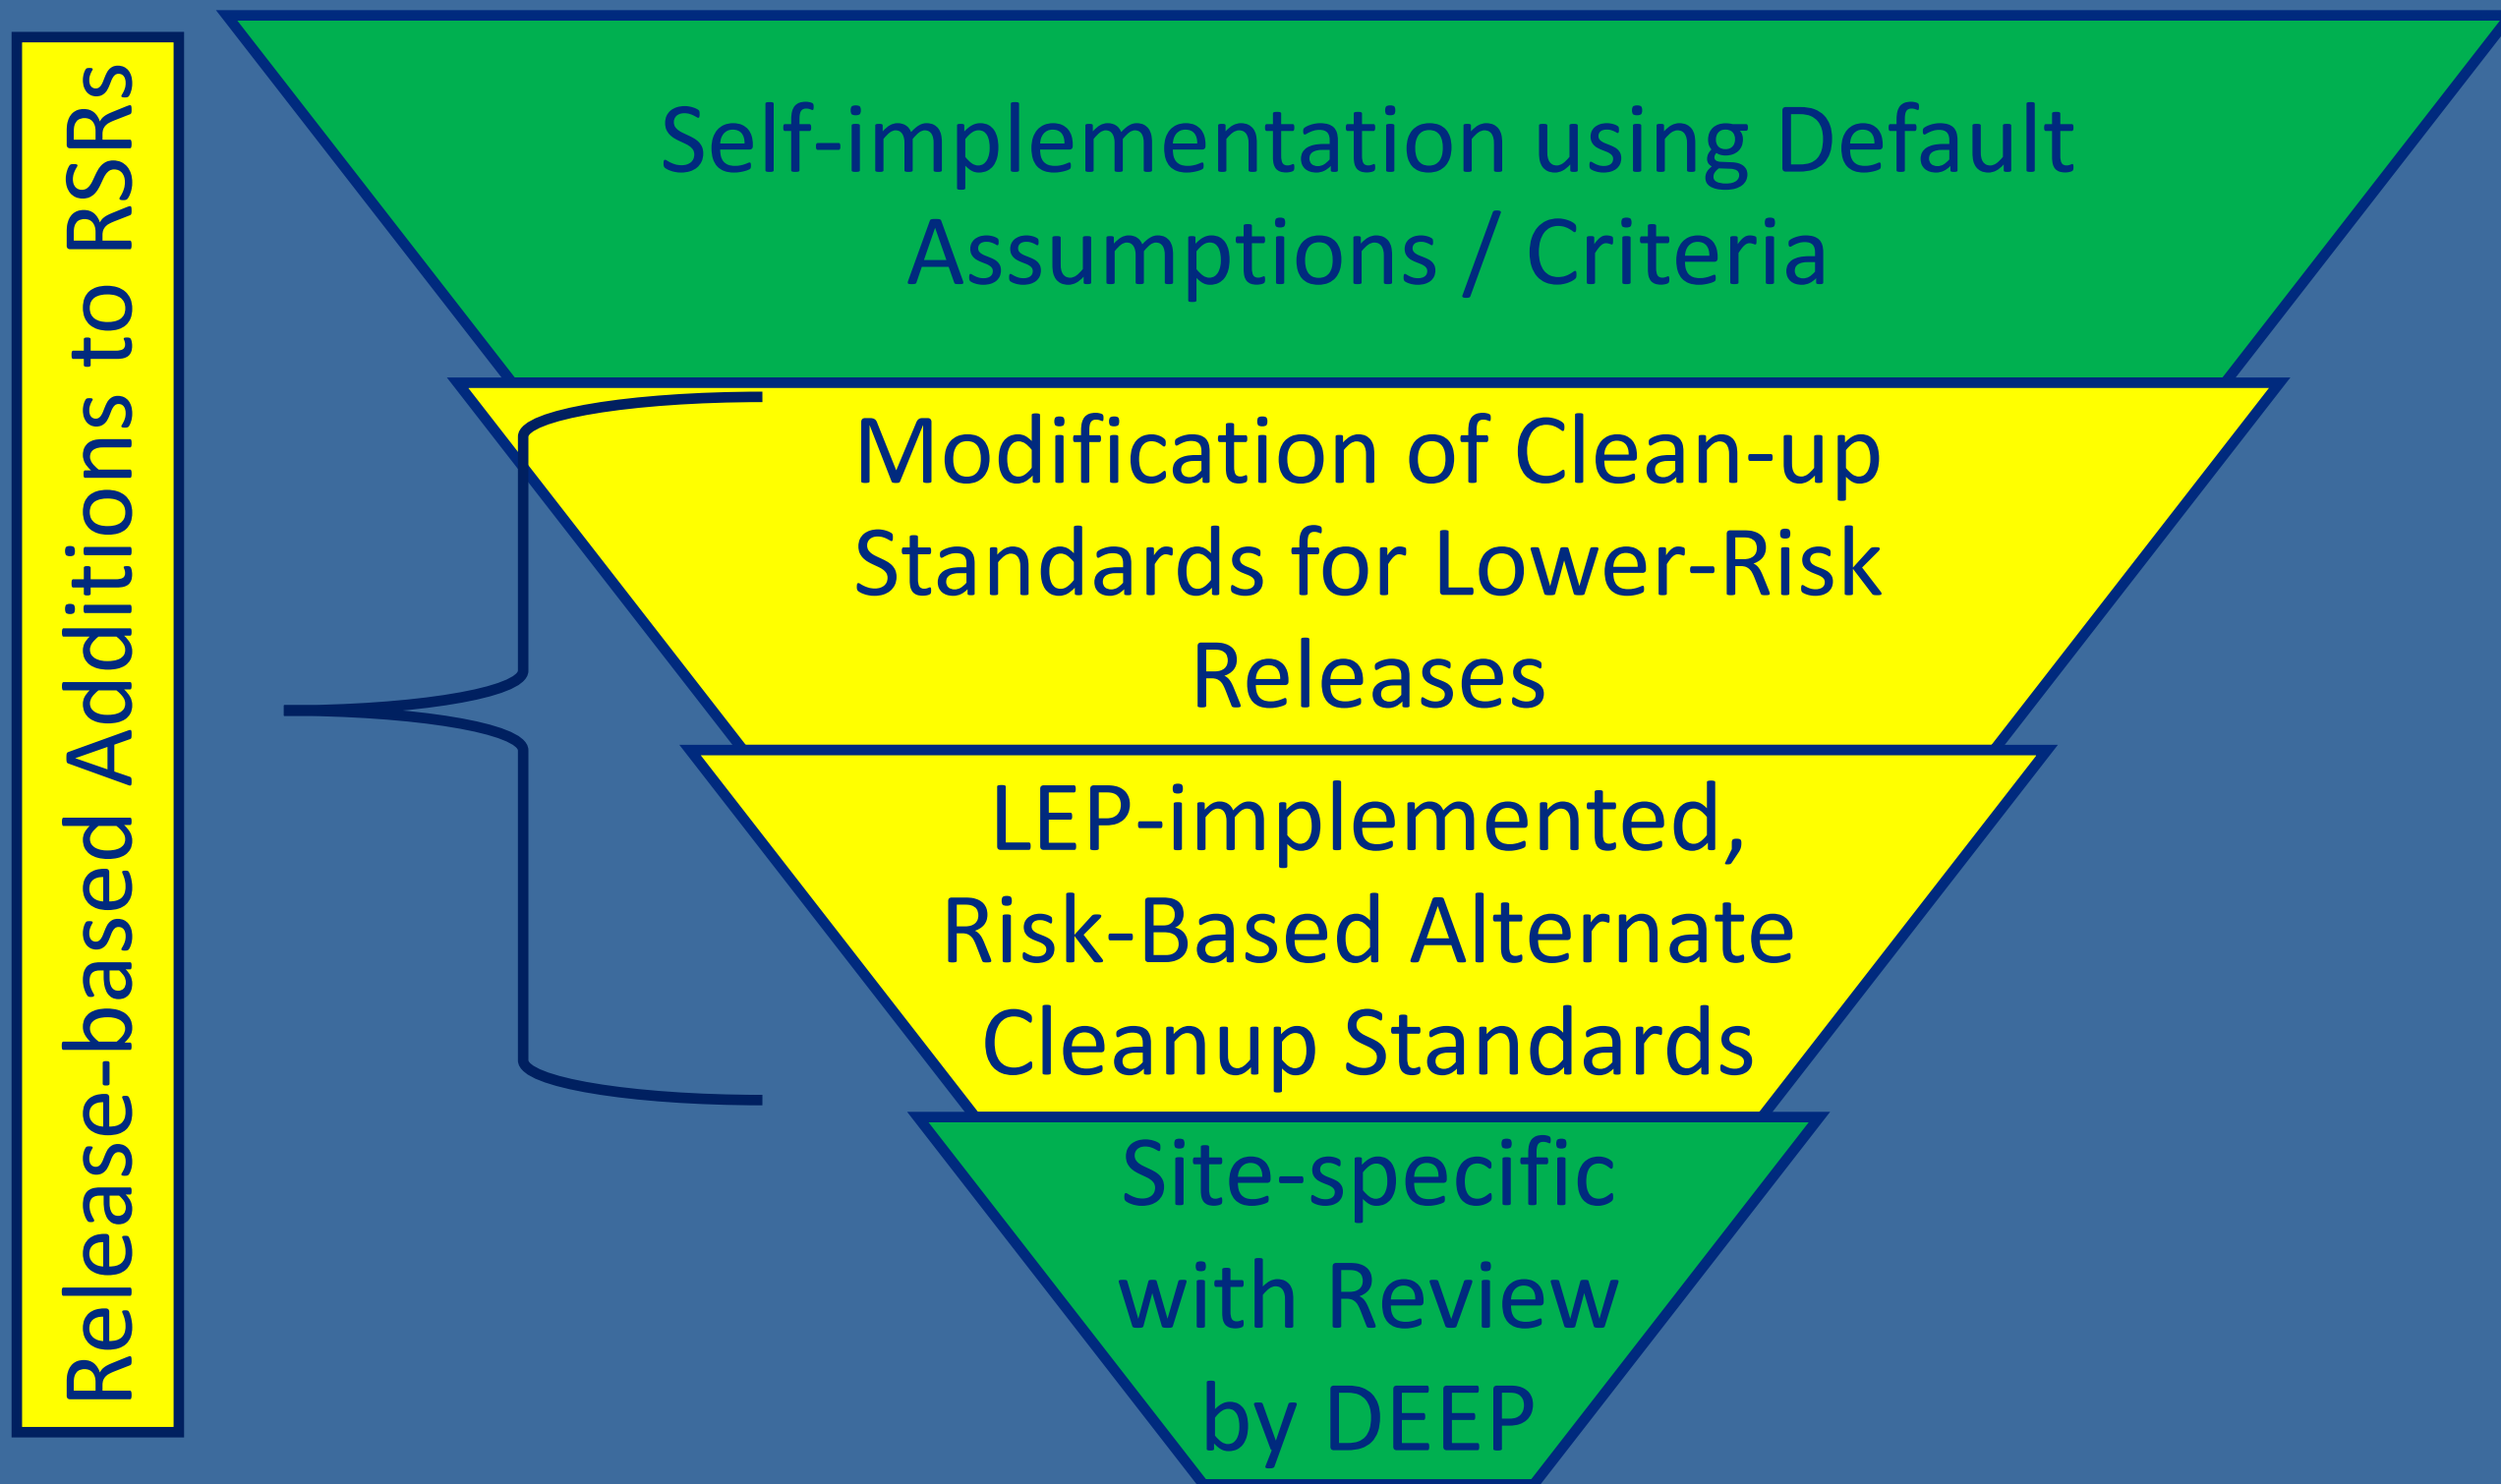 Release-based Additions to RSRs
Self-implementation using Default
Assumptions / Criteria
Modification of Clean-up
Standards for Lower-Risk
Releases
LEP-implemented,
Risk-Based Alternate
Cleanup Standards
Site-specific
with Review
by DEEP